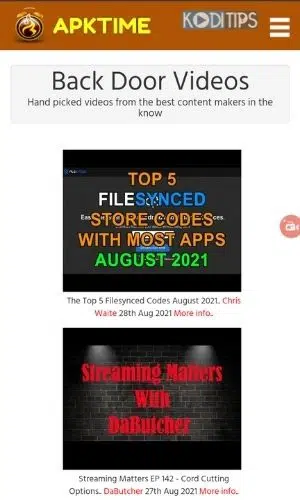 APKTIME
KODITIPS
Back Door Videos
Hand picked videos from the best content makers in the
know
TOP 5
FILESYNCED
STORE CODES
WITH MOST APPS
AUGUST 2021
The Top 5 Filesynced Codes August 2021.. Chris
Waite 28th Aug 2021 More info..
Streaming Matters
With
DaButcher
Streaming Matters EP 142 - Cord Cutting
Options.. DaButcher 27th Aug 2021 More info..